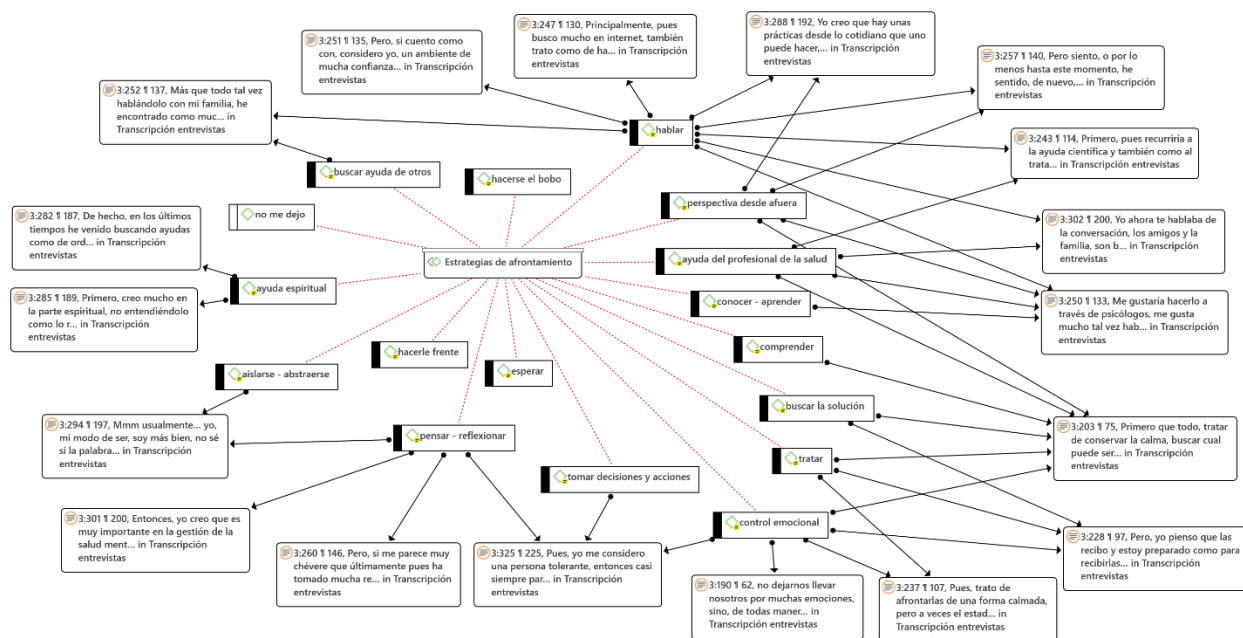 3:247 ¶ 130, Principalmente, pues
busco mucho en internet, también
trato como de ha... in Transcripción
entrevistas
3:288 ¶ 192, Yo creo que hay unas
prácticas desde lo cotidiano que uno
puede hacer,... in Transcripción
entrevistas
3:251 ¶ 135, Pero, si cuento como
con, considero yo, un ambiente de
mucha confianza... in Transcripción
entrevistas
3:257 ¶ 140, Pero siento, o por lo
menos hasta este momento, he
sentido, de nuevo,... in Transcripción
entrevistas
3:252 ¶ 137, Más que todo tal vez
hablándolo con mi familia, he
encontrado como muc... in
Transcripción entrevistas
hablar
3:243 ¶ 114, Primero, pues recurriría a
la ayuda científica y también como al
trata... in Transcripción entrevistas
buscar ayuda de otros
hacerse el bobo
perspectiva desde afuera
no me dejo
3:282 ¶ 187, De hecho, en los últimos
tiempos he venido buscando ayudas
como de ord... in Transcripción
entrevistas
3:302 ¶ 200, Yo ahora te hablaba de
la conversación, los amigos y la
familia, son b... in Transcripción
entrevistas
Estrategias de afrontamiento
ayuda del profesional de la salud
ayuda espiritual
conocer - aprender
3:285 ¶ 189, Primero, creo mucho en
la parte espiritual, no entendiéndolo
como lo r... in Transcripción
entrevistas
3:250 ¶ 133, Me gustaría hacerlo a
través de psicólogos, me gusta
mucho tal vez hab... in Transcripción
entrevistas
hacerle frente
comprender
aislarse - abstraerse
esperar
buscar la solución
3:294 ¶ 197, Mmm usualmente... yo,
mi modo de ser, soy más bien, no sé
si la palabra... in Transcripción
entrevistas
pensar - reflexionar
3:203 ¶ 75, Primero que todo, tratar
de conservar la calma, buscar cual
puede ser... in Transcripción
entrevistas
tratar
tomar decisiones y acciones
3:301 ¶ 200, Entonces, yo creo que es
muy importante en la gestión de la
salud ment... in Transcripción
entrevistas
control emocional
3:228 ¶ 97, Pero, yo pienso que las
recibo y estoy preparado como para
recibirlas... in Transcripción
entrevistas
3:260 ¶ 146, Pero, si me parece muy
chévere que últimamente pues ha
tomado mucha re... in Transcripción
entrevistas
3:325 ¶ 225, Pues, yo me considero
una persona tolerante, entonces casi
siempre par... in Transcripción
entrevistas
3:190 ¶ 62, no dejarnos llevar
nosotros por muchas emociones,
sino, de todas maner... in
Transcripción entrevistas
3:237 ¶ 107, Pues, trato de
afrontarlas de una forma calmada,
pero a veces el estad... in
Transcripción entrevistas